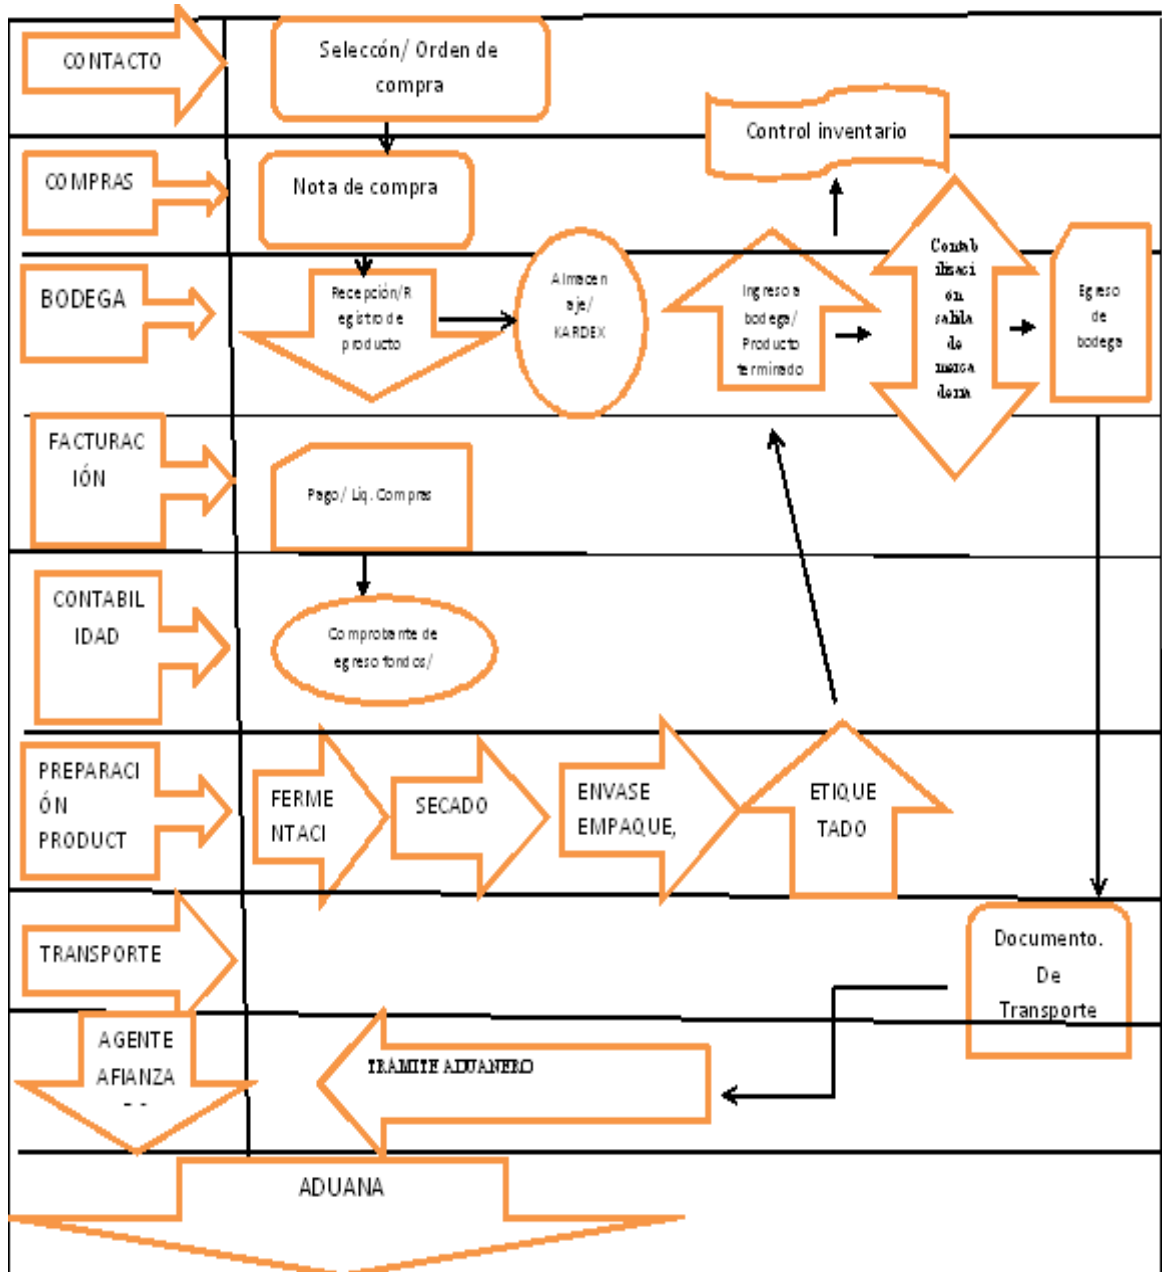 CONTACTO
Seleccón/ Orden de
compra
Control inventario
COMPRAS
Nota de compra
BODEGA
Recepción/R
egistro de
producto
Almacen
aje/
KARDEX
Ingreso a
bodega/
Producto
terminado
Contab
ilizaci
ón
salida
de
merca
dería
Egreso
de
bodega
FACTURAC
IÓN
Pago/ Liq. Compras
CONTABIL
IDAD
Comprobante de
egreso fondos/
PREPARACI
ÓN
PRODUCT
FERME
NTACI
SECADO
ENVASE
EMPAQUE,
ETIQUE
TADO
TRANSPORTE
Documento.
De
Transporte
AGENTE
AFIANZA
TRÁMITE ADUANERO
ADUANA